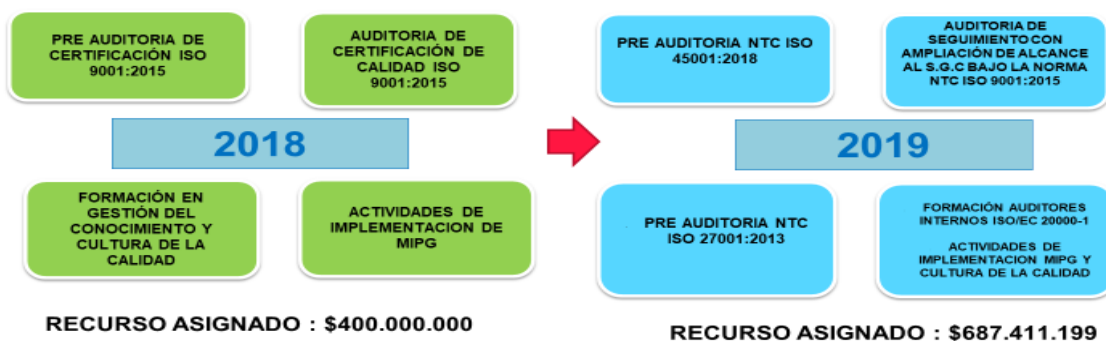 PRE AUDITORIA DE
CERTIFICACIÓN ISO
9001:2015
AUDITORIA DE
CERTIFICACIÓN DE
CALIDAD ISO
9001:2015
2018
FORMACIÓN EN
GESTIÓN DEL
CONOCIMIENTO Y
CULTURA DE LA
CALIDAD
ACTIVIDADES DE
IMPLEMENTACION DE
MIPG
RECURSO ASIGNADO : $400.000.000
PRE AUDITORIA NTC ISO
45001:2018
AUDITORIA DE
SEGUIMIENTO CON
AMPLIACIÓN DE ALCANCE
AL S.G.C BAJO LA NORMA
NTC ISO 9001:2015
2019
PRE AUDITORIA NTC
ISO 27001:2013
FORMACIÓN AUDITORES
INTERNOS ISO/EC 20000-1
ACTIVIDADES DE
IMPLEMENTACION MIPG Y
CULTURA DE LA CALIDAD
RECURSO ASIGNADO : $687.411.199